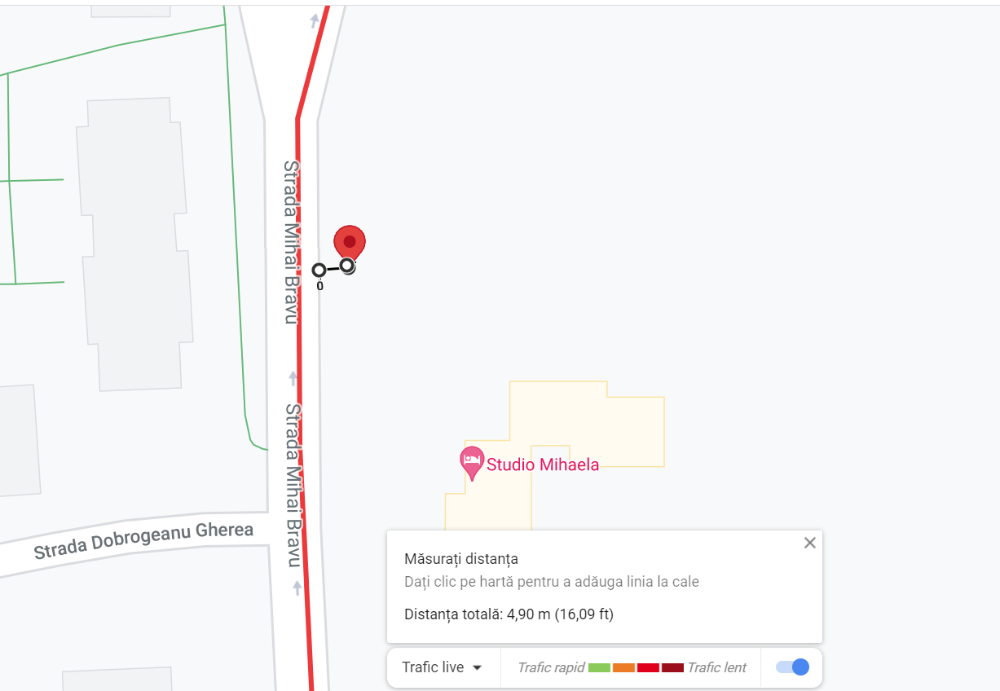 Strada Mihai Bravu
0
Strada Mihai Bravu
Studio Mihaela
Strada Dobrogeanu Gherea
Măsurați distanța
Dați clic pe hartă pentru a adăuga linia la cale
Distanța totală: 4,90 m (16,09 ft)
Trafic live
Trafic rapid
Trafic lent